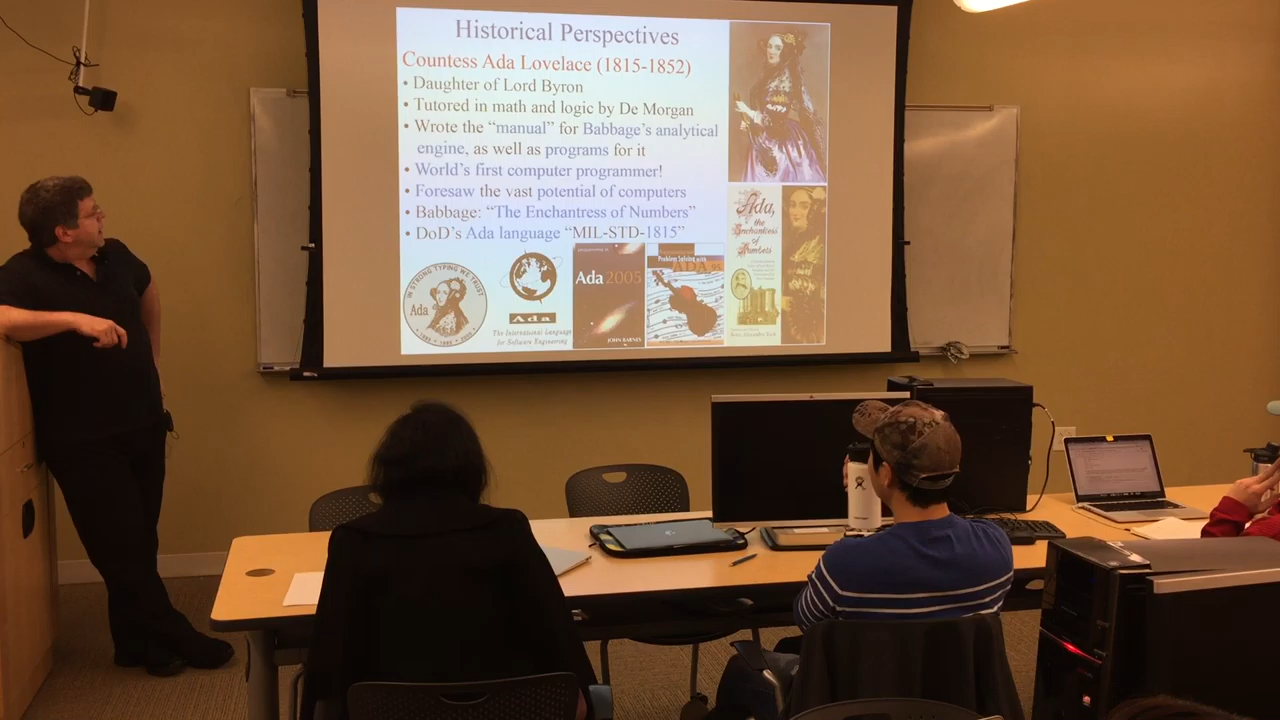 Historical Perspectives
Countess Ada Lovelace (1815-1852)
• Daughter of Lord Byron
• Tutored in math and logic by De Morgan
• Wrote the “manual” for Babbage’s analytical
engine, as well as programs for it
• World’s first computer programmer!
• Foresaw the vast potential of computers
• Babbage: “The Enchantress of Numbers”
• DoD’s Ada language “MIL-STD-1815”
IN STRONG TYPING WE TRUST
Ada
Ada
The International Language
for Software Engineering
Ada 2005
JOHN BARNES
Problem Solving with
ADA
Ada,
the
Enchantress
of
Numbers